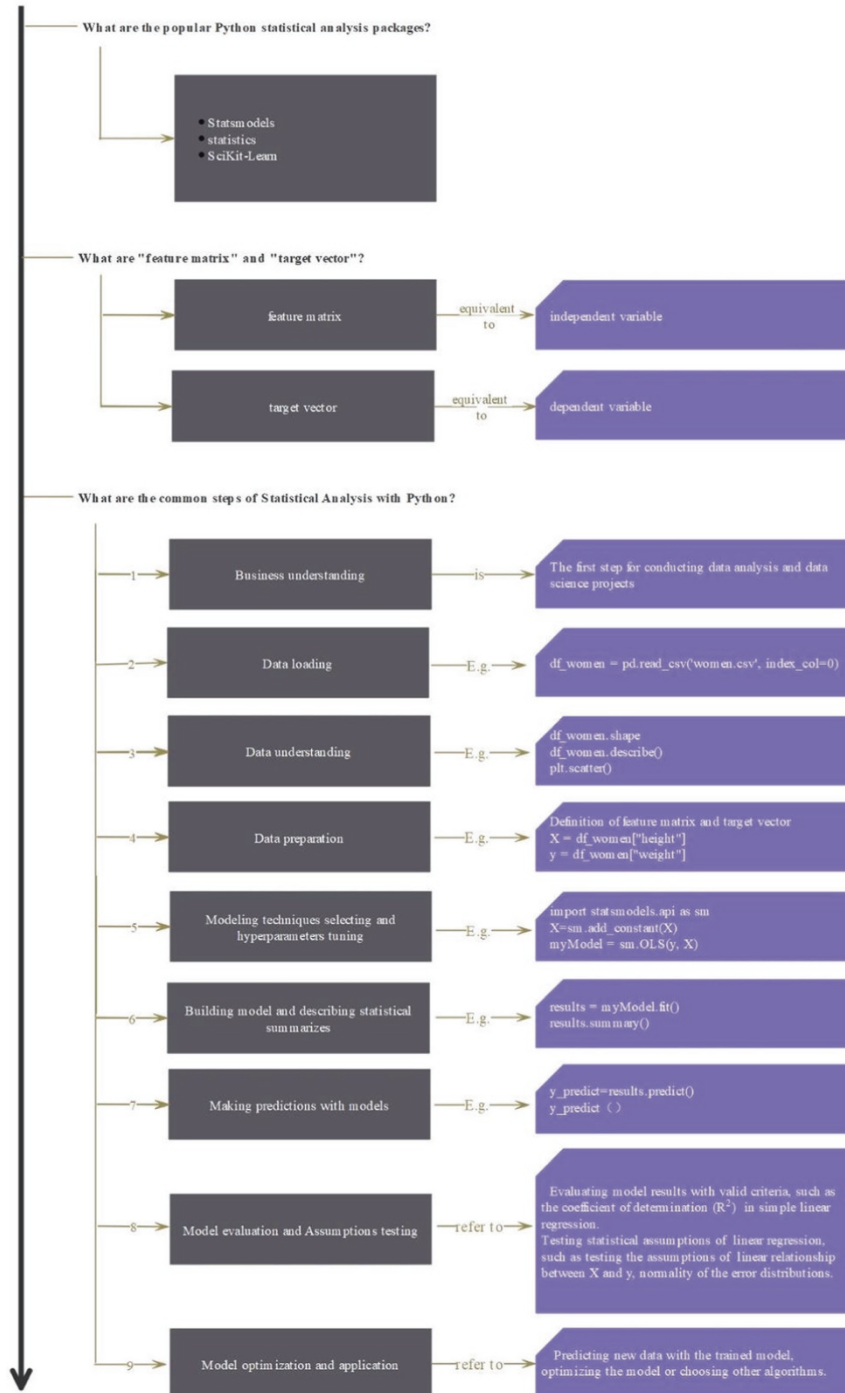 What are the popular Python statistical analysis packages?
• Statsmodels
• statistics
• SciKit-Learn
What are "feature matrix" and "target vector"?
feature matrix
equivalent
to
independent variable
target vector
equivalent
to
dependent variable
What are the common steps of Statistical Analysis with Python?
1
Business understanding
is
The first step for conducting data analysis and data
science projects
2
Data loading
E.g.
df_women = pd.read_csv('women.csv', index_col=0)
3
Data understanding
E.g.
df_women.shape
df_women.describe()
plt.scatter()
4
Data preparation
E.g.
Definition of feature matrix and target vector
X = df_women["height"]
y = df_women["weight"]
5
Modeling techniques selecting and
hyperparameters tuning
E.g.
import statsmodels.api as sm
X=sm.add_constant(X)
myModel = sm.OLS(y, X)
6
Building model and describing statistical
summarizes
E.g.
results = myModel.fit()
results.summary()
7
Making predictions with models
E.g.
y_predict=results.predict()
y_predict（）
8
Model evaluation and Assumptions testing
refer to
Evaluating model results with valid criteria, such as
the coefficient of determination (R²) in simple linear
regression.
Testing statistical assumptions of linear regression,
such as testing the assumptions of linear relationship
between X and y, normality of the error distributions.
9
Model optimization and application
refer to
Predicting new data with the trained model,
optimizing the model or choosing other algorithms.